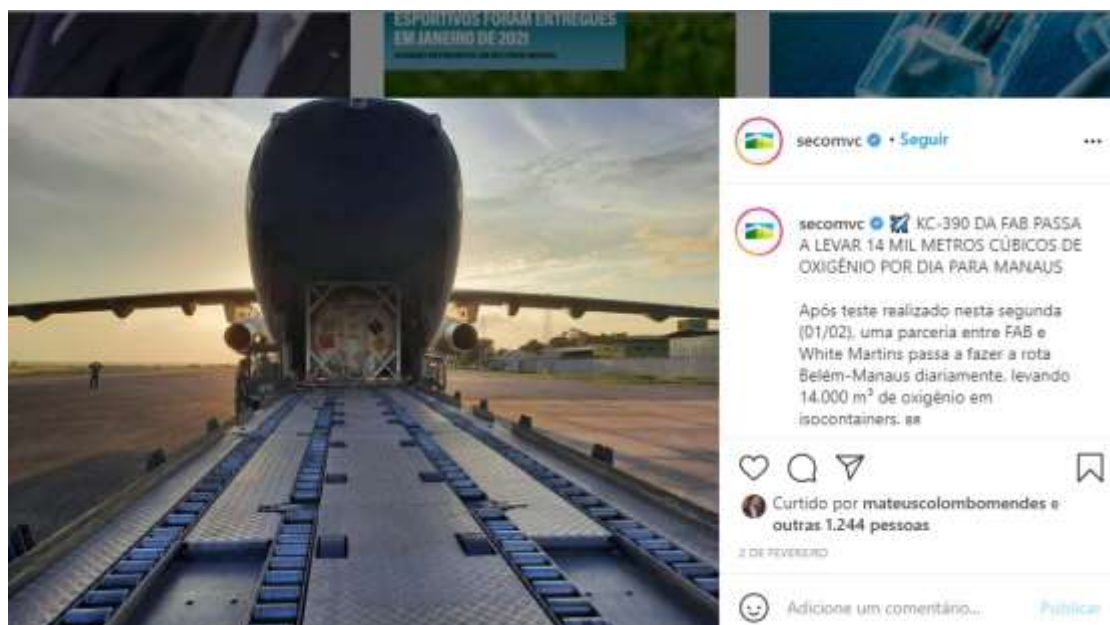 ESPORTIVOS FORAM ENTREGUES
EM JANEIRO DE 2021
secomvc • Seguir
secomvc KC-390 DA FAB PASSA
A LEVAR 14 MIL METROS CÚBICOS DE
OXIGÊNIO POR DIA PARA MANAUS
Após teste realizado nesta segunda
(01/02), uma parceria entre FAB e
White Martins passa a fazer a rota
Belém-Manaus diariamente, levando
14.000 m³ de oxigênio em
isocontainers. BR
Curtido por mateuscolombomendes e
outras 1.244 pessoas
2 DE FEVEREIRO
Adicione um comentário... Publicar